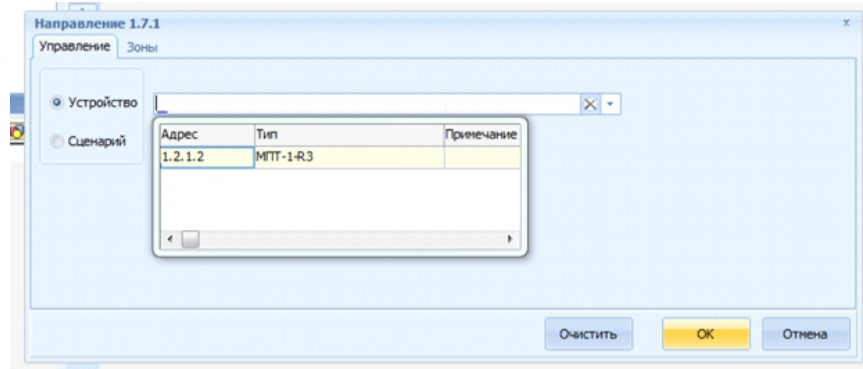 Направление 1.7.1
Управление Зоны
Устройство
Сценарий
Адрес Тип Примечание
1.2.1.2 МПТ-1-R3
Очистить ОК Отмена